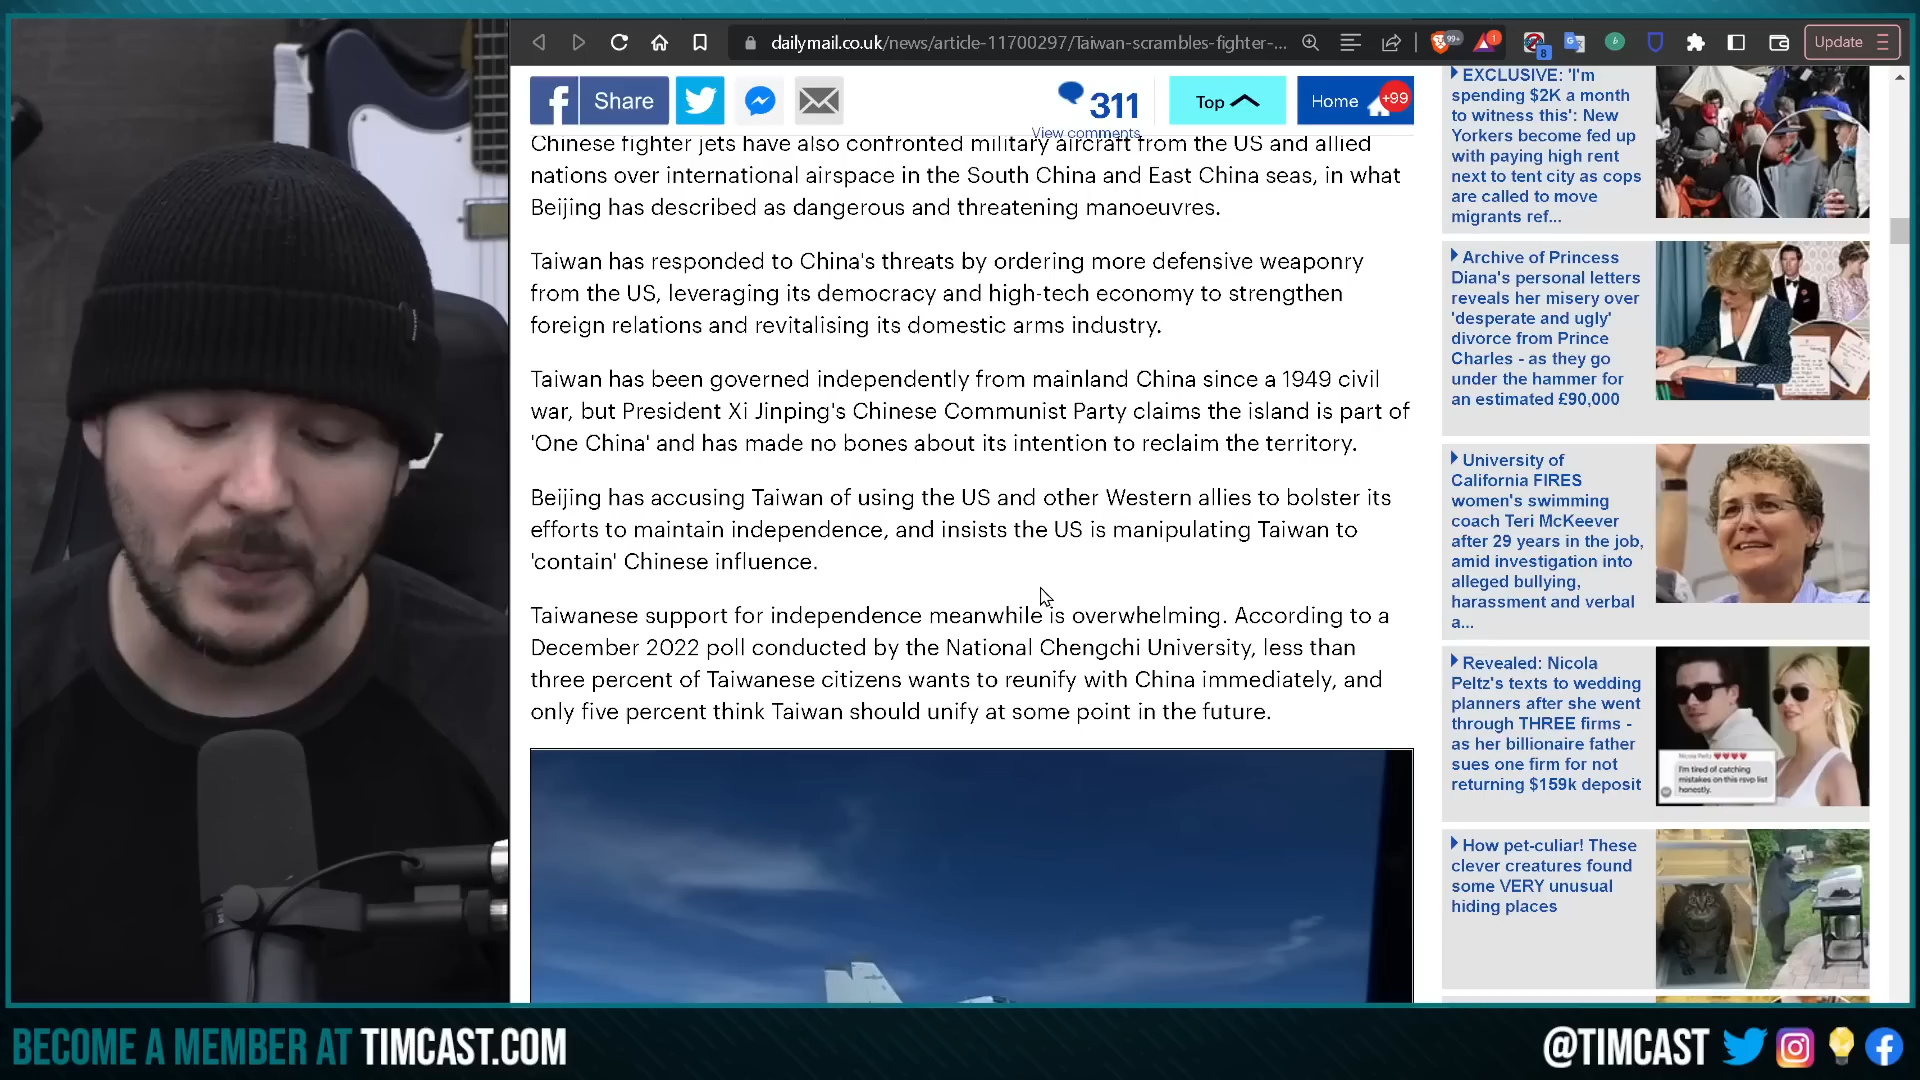 dailymail.co.uk/news/article-11700297/Taiwan-scrambles-fighter-...
99+
1
8
b
Update
f Share
311
View comments
Top
Home
+99
Chinese fighter jets have also confronted military aircraft from the US and allied
nations over international airspace in the South China and East China seas, in what
Beijing has described as dangerous and threatening manoeuvres.
Taiwan has responded to China's threats by ordering more defensive weaponry
from the US, leveraging its democracy and high-tech economy to strengthen
foreign relations and revitalising its domestic arms industry.
Taiwan has been governed independently from mainland China since a 1949 civil
war, but President Xi Jinping's Chinese Communist Party claims the island is part of
'One China' and has made no bones about its intention to reclaim the territory.
Beijing has accusing Taiwan of using the US and other Western allies to bolster its
efforts to maintain independence, and insists the US is manipulating Taiwan to
'contain' Chinese influence.
Taiwanese support for independence meanwhile is overwhelming. According to a
December 2022 poll conducted by the National Chengchi University, less than
three percent of Taiwanese citizens wants to reunify with China immediately, and
only five percent think Taiwan should unify at some point in the future.
EXCLUSIVE: 'I'm
spending $2K a month
to witness this': New
Yorkers become fed up
with paying high rent
next to tent city as cops
are called to move
migrants ref...
Archive of Princess
Diana's personal letters
reveals her misery over
'desperate and ugly'
divorce from Prince
Charles - as they go
under the hammer for
an estimated £90,000
University of
California FIRES
women's swimming
coach Teri McKeever
after 29 years in the job,
amid investigation into
alleged bullying,
harassment and verbal
a...
Revealed: Nicola
Peltz's texts to wedding
planners after she went
through THREE firms -
as her billionaire father
sues one firm for not
returning $159k deposit
Nicola Peltz
I'm tired of catching
mistakes on this rsvp list
honestly.
How pet-culiar! These
clever creatures found
some VERY unusual
hiding places
BECOME A MEMBER AT TIMCAST.COM
@TIMCAST